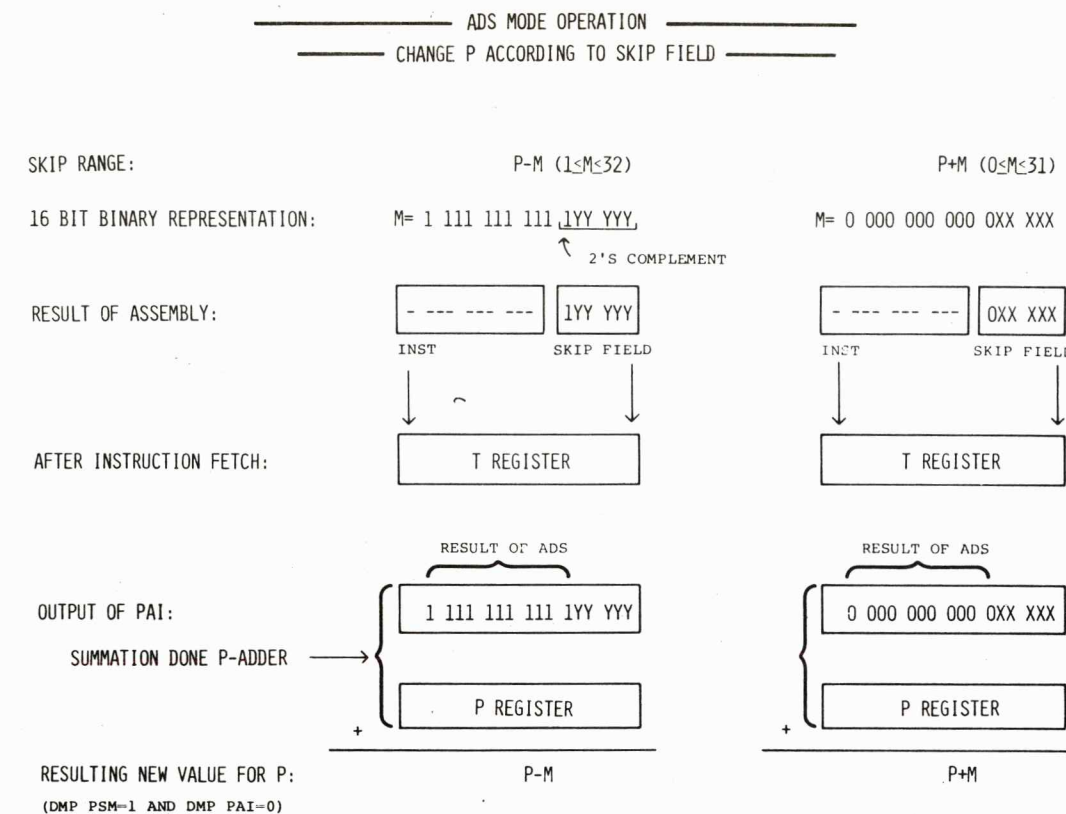 ADS MODE OPERATION
CHANGE P ACCORDING TO SKIP FIELD
SKIP RANGE: P-M (1≤M≤32) P+M (0≤M≤31)
16 BIT BINARY REPRESENTATION: M= 1 111 111 111 1YY YYY M= 0 000 000 000 0XX XXX
2'S COMPLEMENT
RESULT OF ASSEMBLY: - --- --- --- 1YY YYY - --- --- --- 0XX XXX
INST SKIP FIELD INST SKIP FIELD
AFTER INSTRUCTION FETCH: T REGISTER T REGISTER
RESULT OF ADS RESULT OF ADS
OUTPUT OF PAI: 1 111 111 111 1YY YYY 0 000 000 000 0XX XXX
SUMMATION DONE P-ADDER
P REGISTER P REGISTER
+ +
RESULTING NEW VALUE FOR P: P-M P+M
(DMP PSM=1 AND DMP PAI=0)